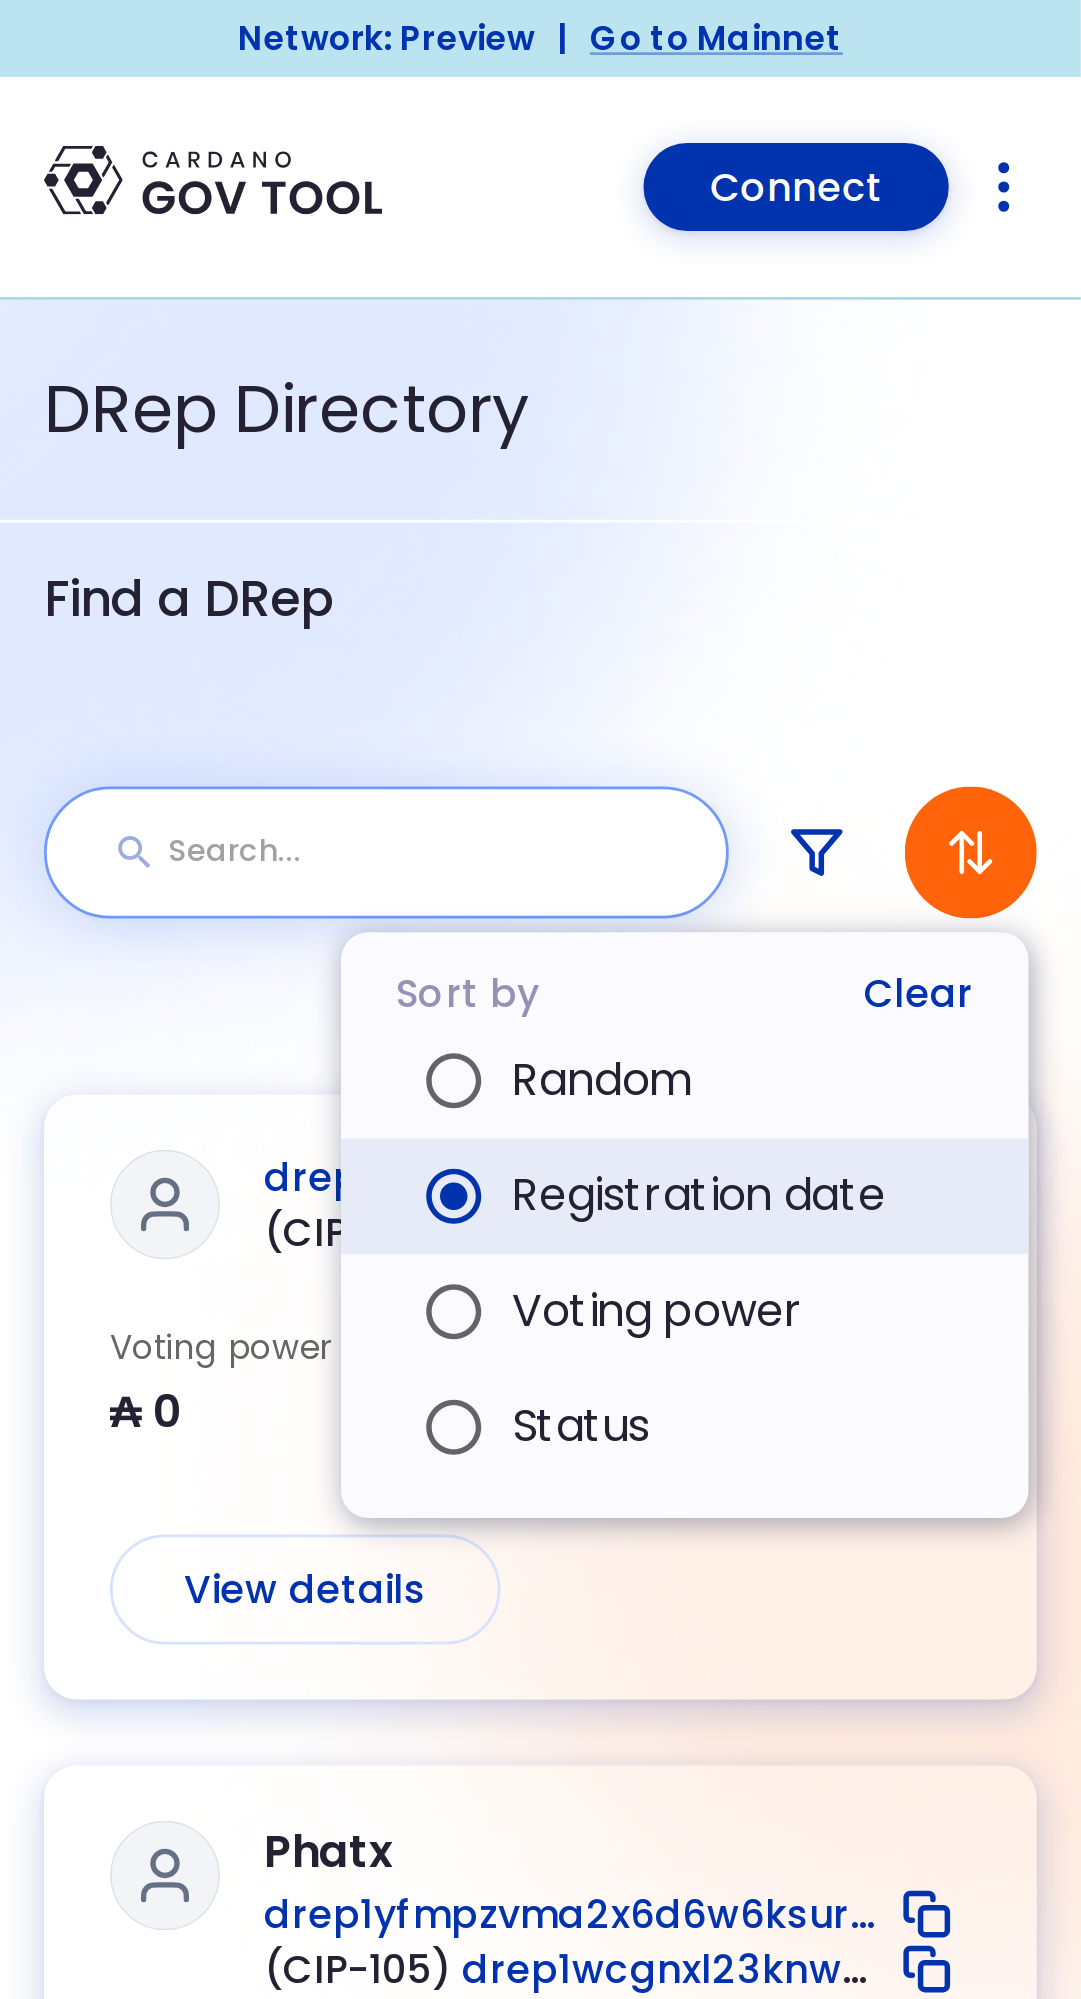 Network: Preview | Go to Mainnet
CARDANO
GOV TOOL
Connect
DRep Directory
Find a DRep
Search...
Sort by Clear
Random
Registration date
Voting power
Status
drep
(CIP
Voting power
₳ 0
View details
Phatx
drep1yfmpzvma2x6d6w6ksur...
(CIP-105) drep1wcgnxl23knw...